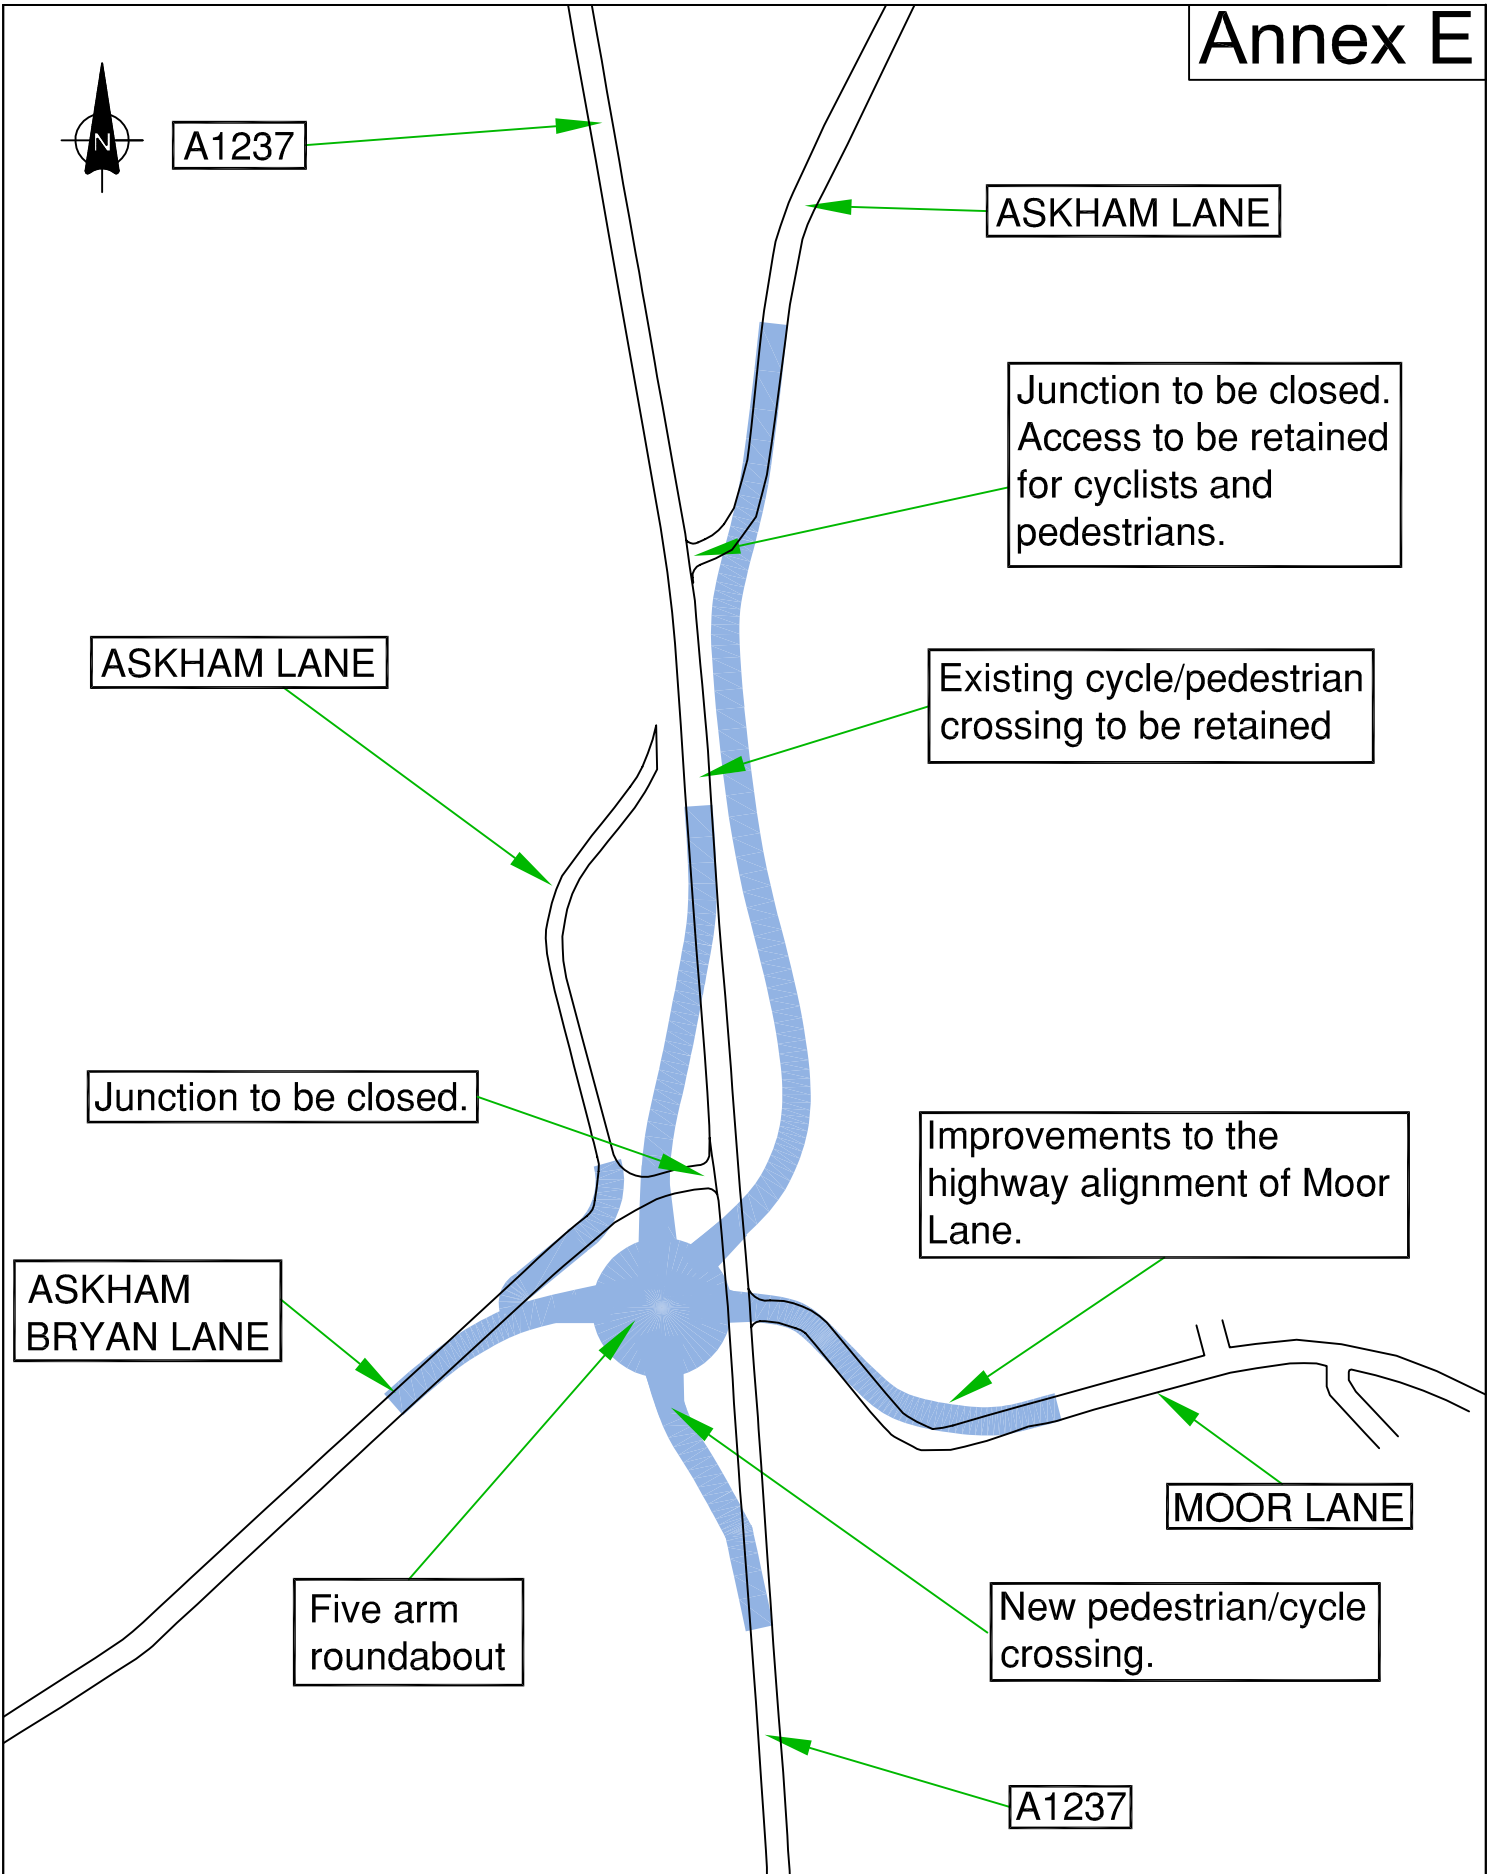 Annex E
N
A1237
ASKHAM LANE
Junction to be closed.
Access to be retained
for cyclists and
pedestrians.
ASKHAM LANE
Existing cycle/pedestrian
crossing to be retained
Junction to be closed.
Improvements to the
highway alignment of Moor
Lane.
ASKHAM
BRYAN LANE
MOOR LANE
Five arm
roundabout
New pedestrian/cycle
crossing.
A1237